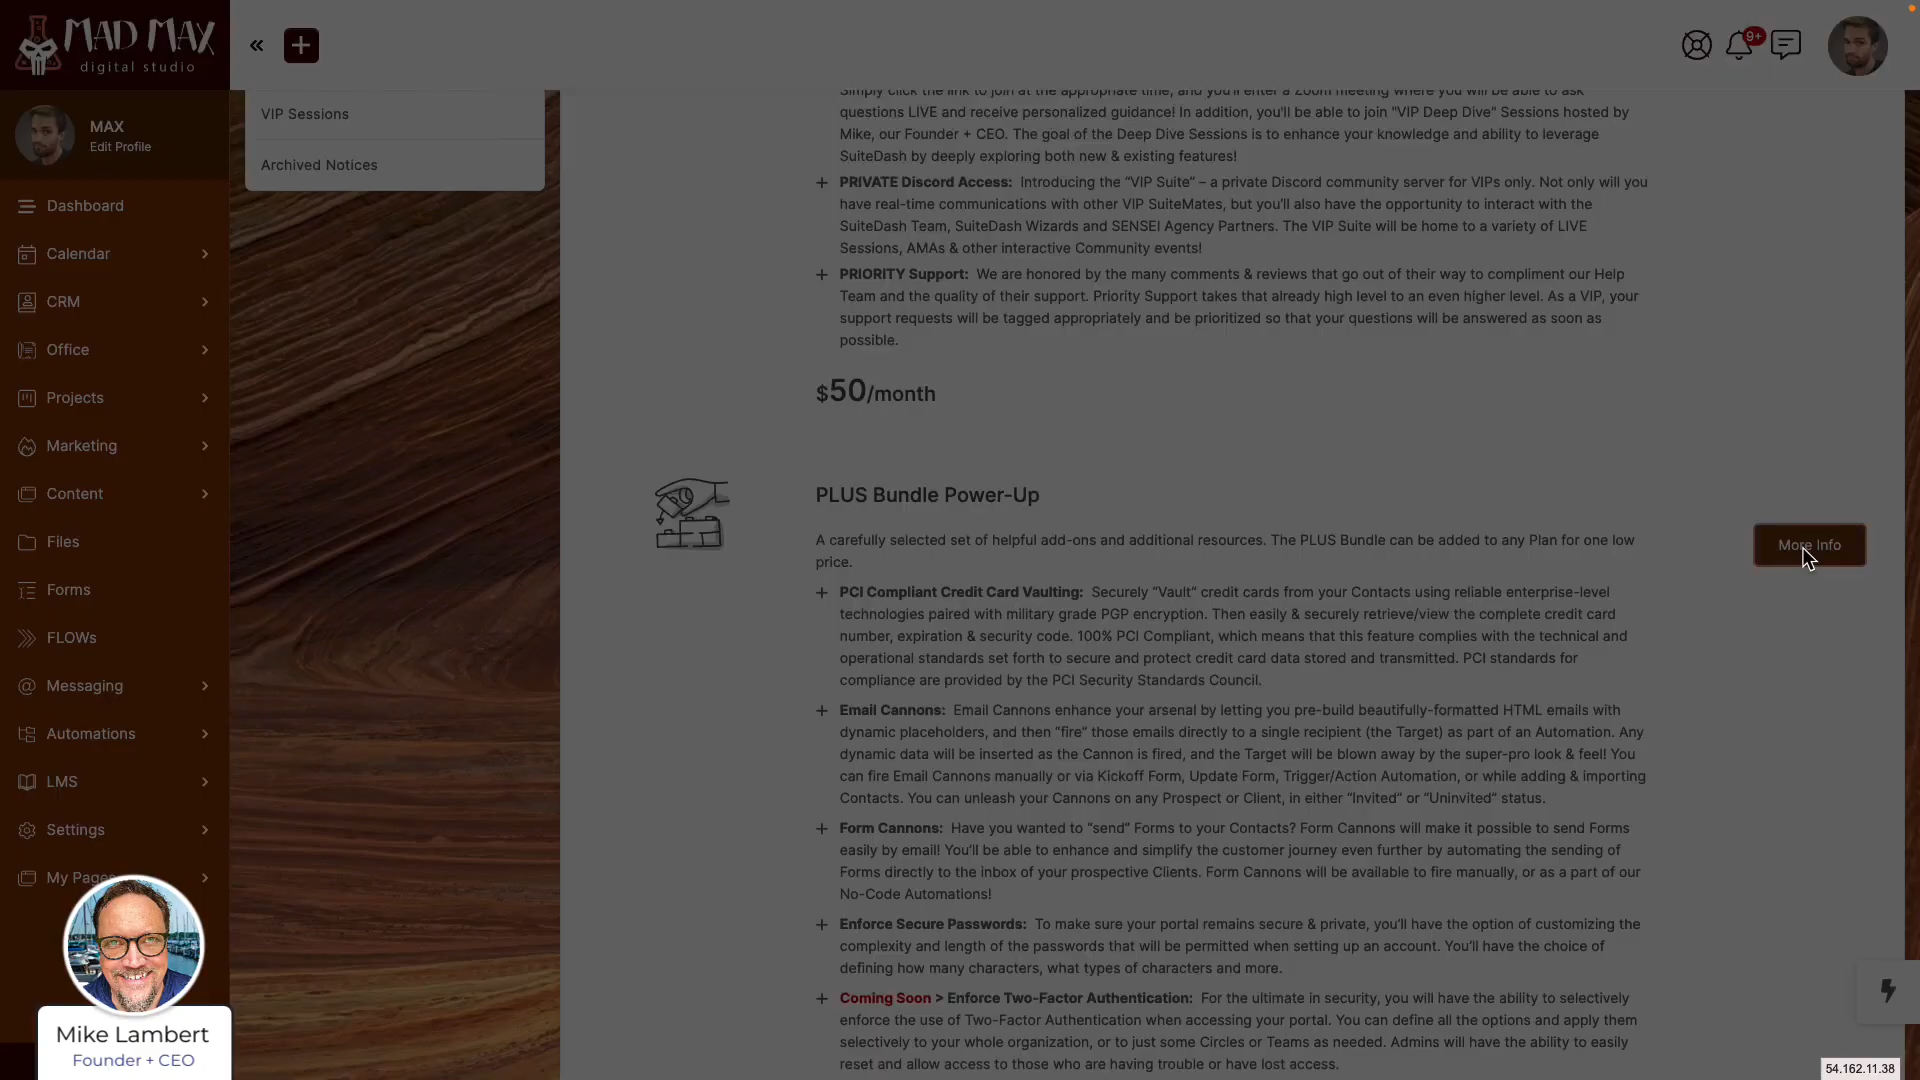 MAD MAX
digital studio
9+
MAX
Edit Profile
Dashboard
Calendar
CRM
Office
Projects
Marketing
Content
Files
Forms
FLOWs
Messaging
Automations
LMS
Settings
My Pages
Mike Lambert
Founder + CEO
VIP Sessions
Archived Notices
Simply click the link to join at the appropriate time, and you'll enter a Zoom meeting where you will be able to ask
questions LIVE and receive personalized guidance! In addition, you'll be able to join "VIP Deep Dive" Sessions hosted by
Mike, our Founder + CEO. The goal of the Deep Dive Sessions is to enhance your knowledge and ability to leverage
SuiteDash by deeply exploring both new & existing features!
+ PRIVATE Discord Access: Introducing the “VIP Suite” – a private Discord community server for VIPs only. Not only will you
have real-time communications with other VIP SuiteMates, but you’ll also have the opportunity to interact with the
SuiteDash Team, SuiteDash Wizards and SENSEI Agency Partners. The VIP Suite will be home to a variety of LIVE
Sessions, AMAs & other interactive Community events!
+ PRIORITY Support: We are honored by the many comments & reviews that go out of their way to compliment our Help
Team and the quality of their support. Priority Support takes that already high level to an even higher level. As a VIP, your
support requests will be tagged appropriately and be prioritized so that your questions will be answered as soon as
possible.
$50/month
PLUS Bundle Power-Up
A carefully selected set of helpful add-ons and additional resources. The PLUS Bundle can be added to any Plan for one low
price.
More Info
+ PCI Compliant Credit Card Vaulting: Securely “Vault” credit cards from your Contacts using reliable enterprise-level
technologies paired with military grade PGP encryption. Then easily & securely retrieve/view the complete credit card
number, expiration & security code. 100% PCI Compliant, which means that this feature complies with the technical and
operational standards set forth to secure and protect credit card data stored and transmitted. PCI standards for
compliance are provided by the PCI Security Standards Council.
+ Email Cannons: Email Cannons enhance your arsenal by letting you pre-build beautifully-formatted HTML emails with
dynamic placeholders, and then “fire” those emails directly to a single recipient (the Target) as part of an Automation. Any
dynamic data will be inserted as the Cannon is fired, and the Target will be blown away by the super-pro look & feel! You
can fire Email Cannons manually or via Kickoff Form, Update Form, Trigger/Action Automation, or while adding & importing
Contacts. You can unleash your Cannons on any Prospect or Client, in either “Invited” or “Uninvited” status.
+ Form Cannons: Have you wanted to “send” Forms to your Contacts? Form Cannons will make it possible to send Forms
easily by email! You’ll be able to enhance and simplify the customer journey even further by automating the sending of
Forms directly to the inbox of your prospective Clients. Form Cannons will be available to fire manually, or as a part of our
No-Code Automations!
+ Enforce Secure Passwords: To make sure your portal remains secure & private, you’ll have the option of customizing the
complexity and length of the passwords that will be permitted when setting up an account. You’ll have the choice of
defining how many characters, what types of characters and more.
+ Coming Soon > Enforce Two-Factor Authentication: For the ultimate in security, you will have the ability to selectively
enforce the use of Two-Factor Authentication when accessing your portal. You can define all the options and apply them
selectively to your whole organization, or to just some Circles or Teams as needed. Admins will have the ability to easily
reset and allow access to those who are having trouble or have lost access.
54.162.11.38